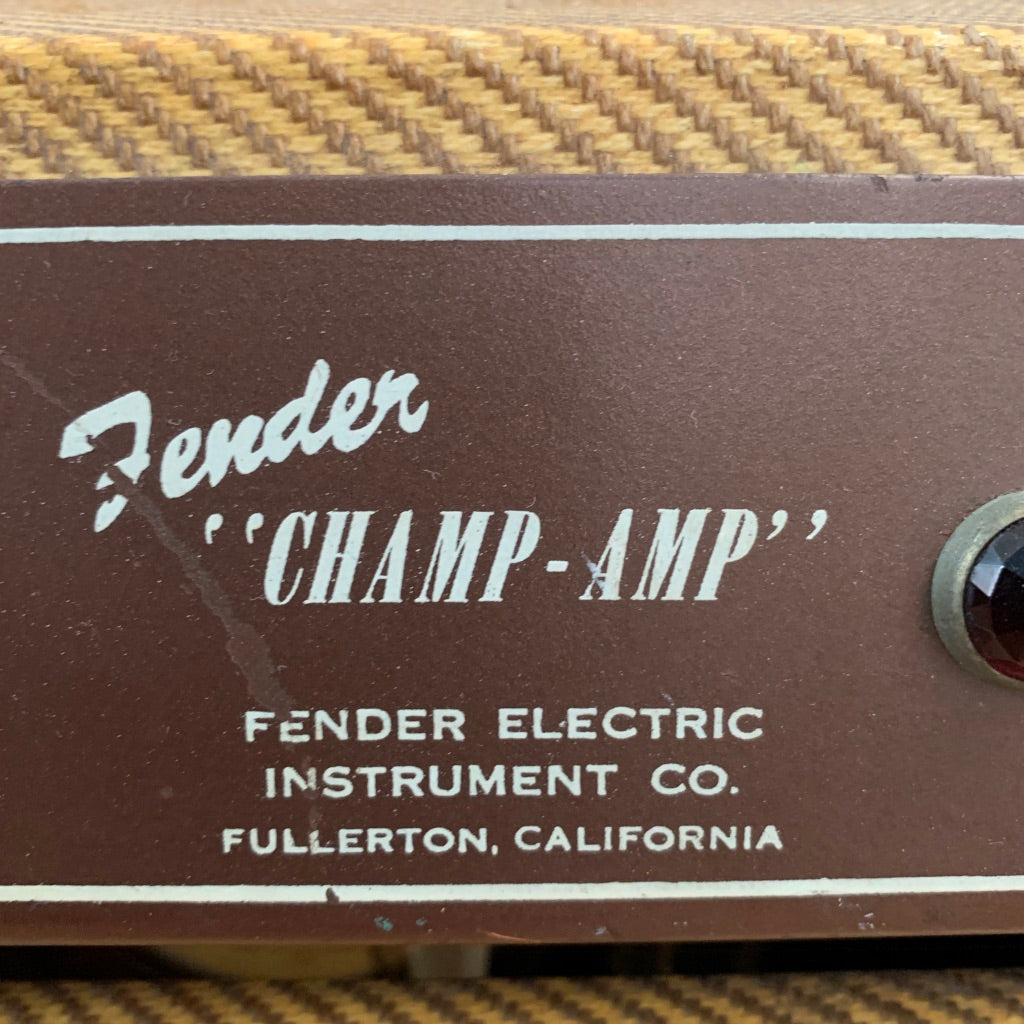 Fender
‘‘CHAMP-AMP’’
FENDER ELECTRIC
INSTRUMENT CO.
FULLERTON, CALIFORNIA